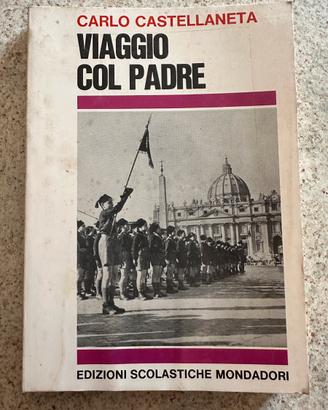 CARLO CASTELLANETA
VIAGGIO
COL PADRE
EDIZIONI SCOLASTICHE MONDADORI